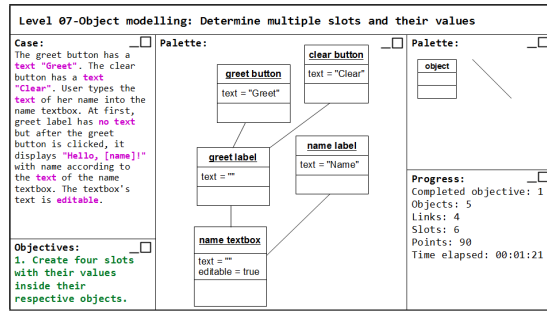 Level 07-Object modelling: Determine multiple slots and their values
Case:
The greet button has a
text "Greet". The clear
button has a text
"Clear". User types the
text of her name into the
name textbox. At first,
greet label has no text
but after the greet
button is clicked, it
displays "Hello, [name]!"
with name according to
the text of the name
textbox. The textbox's
text is editable.
Objectives:
1. Create four slots
with their values
inside their
respective objects.
Palette:
clear button
text = "Clear"
greet button
text = "Greet"
name label
text = "Name"
greet label
text = ""
name textbox
text = ""
editable = true
Palette:
object
Progress:
Completed objective: 1
Objects: 5
Links: 4
Slots: 6
Points: 90
Time elapsed: 00:01:21